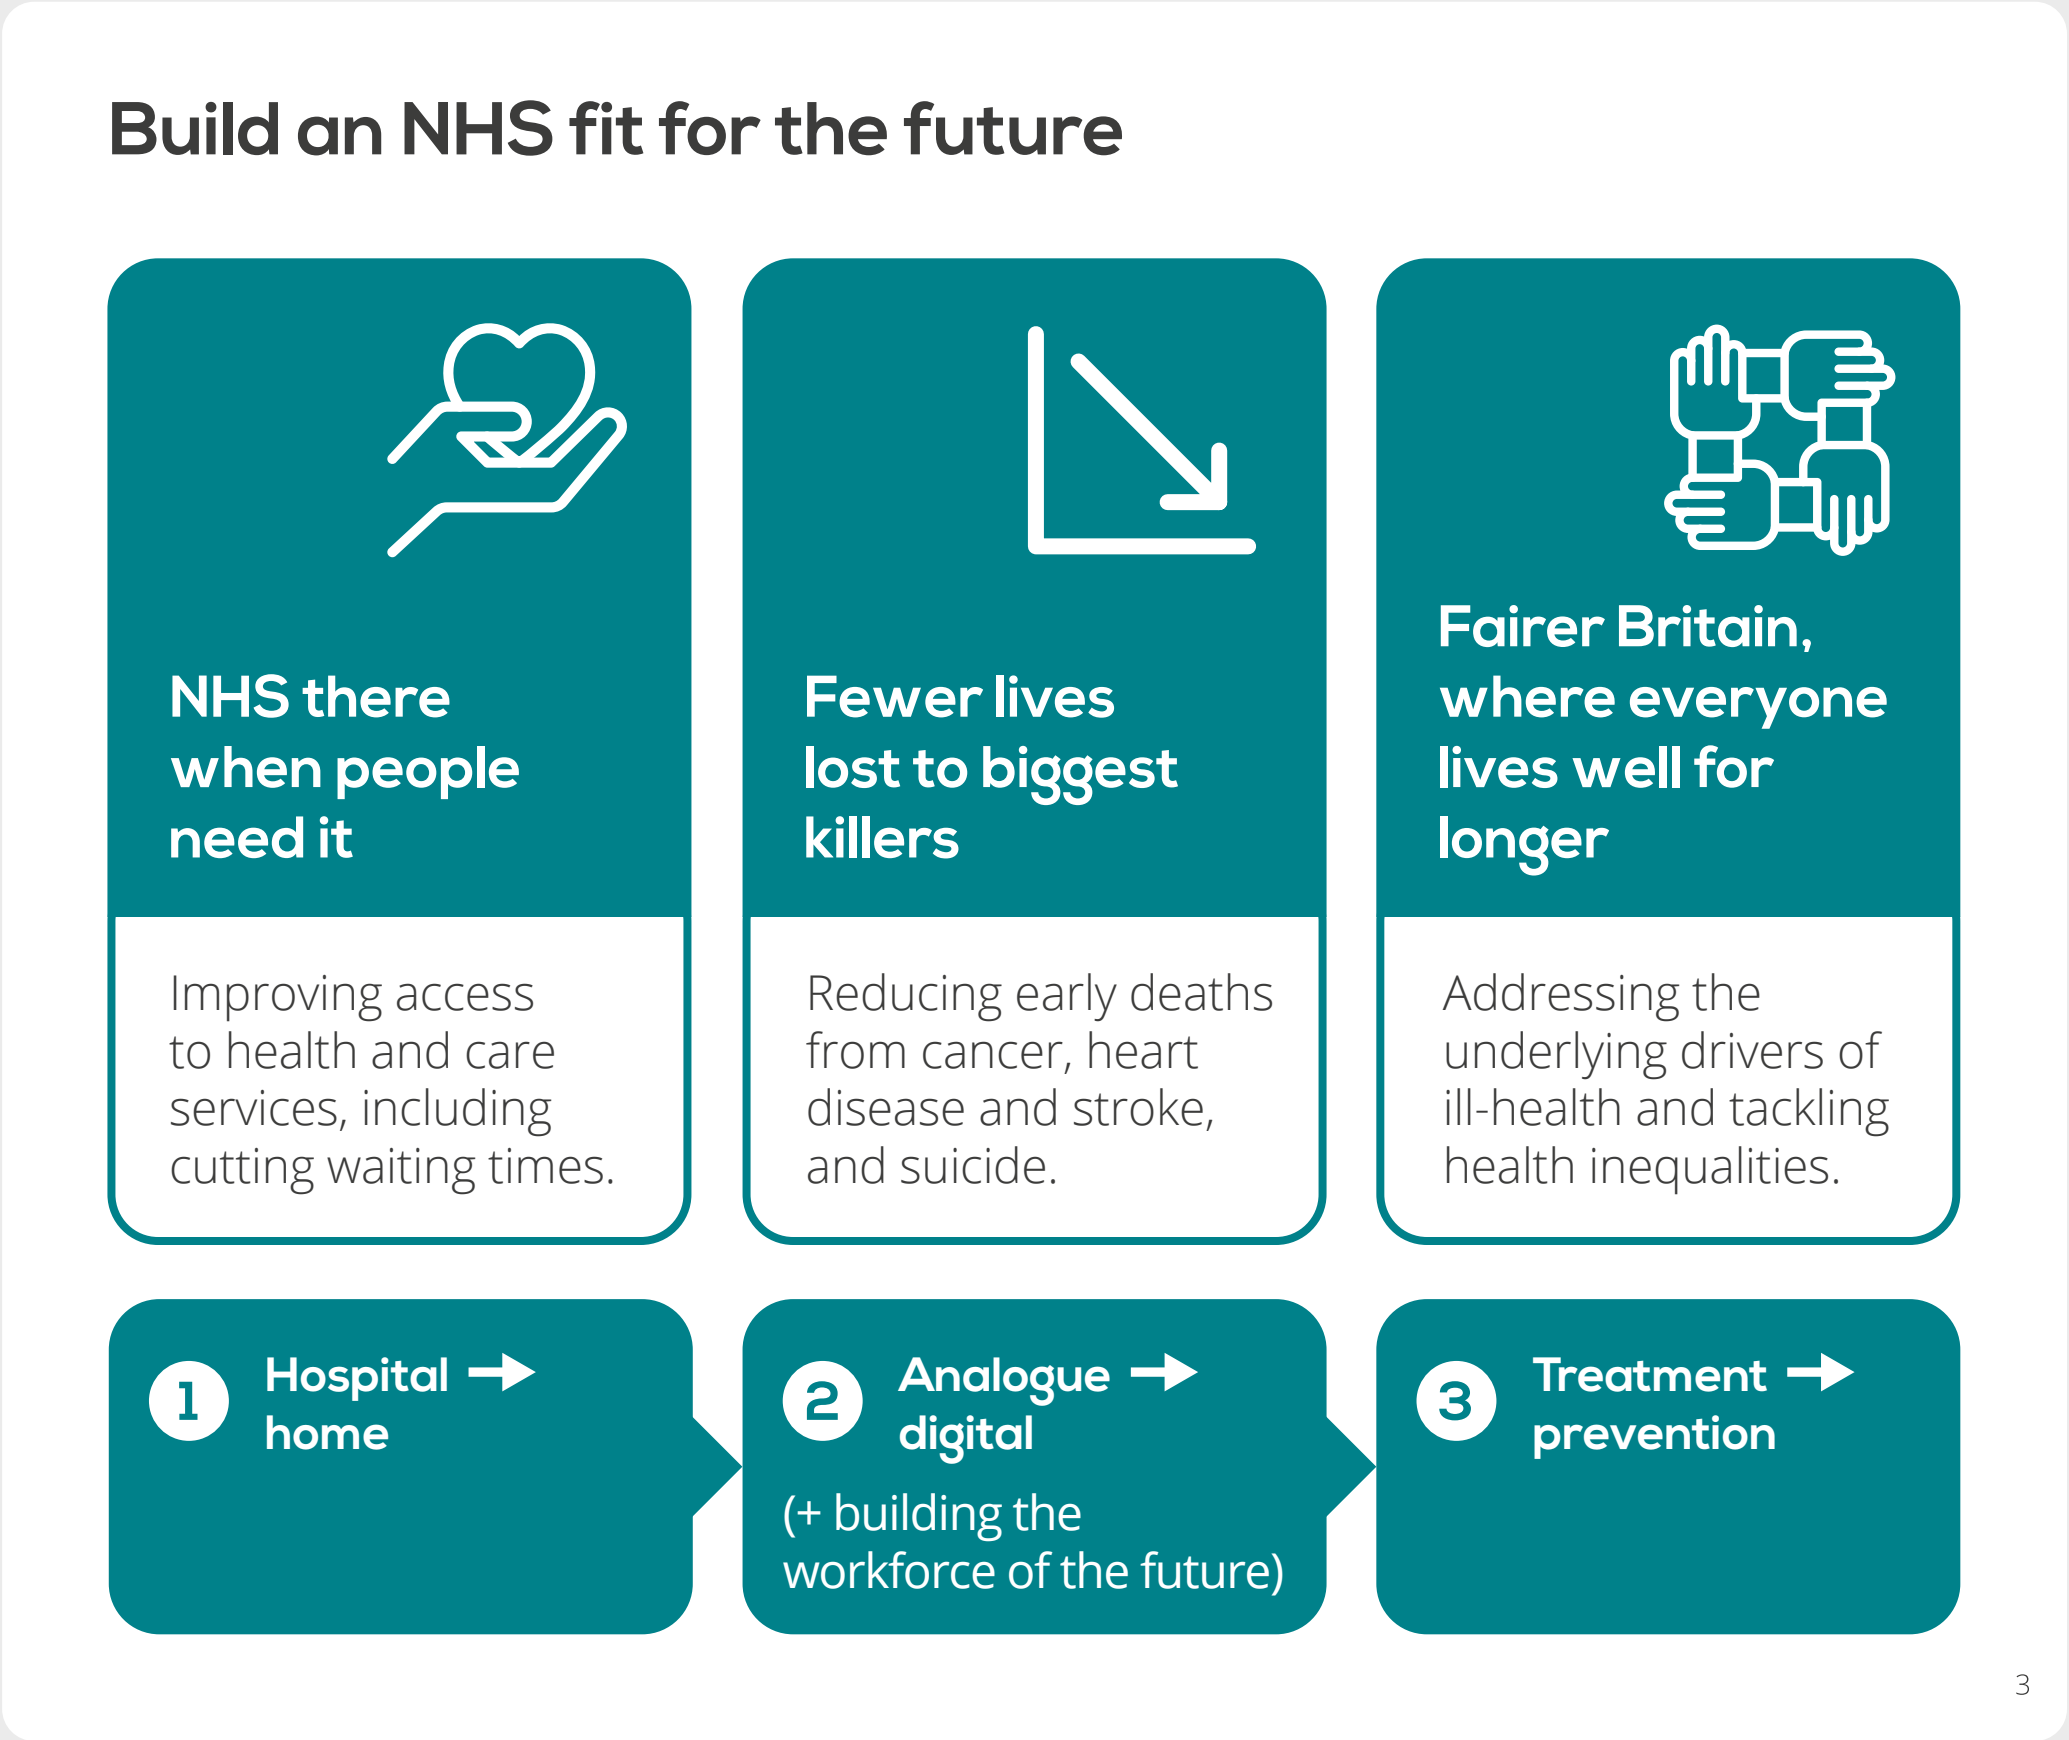 Build an NHS fit for the future
NHS there
when people
need it
Improving access
to health and care
services, including
cutting waiting times.
Fewer lives
lost to biggest
killers
Reducing early deaths
from cancer, heart
disease and stroke,
and suicide.
Fairer Britain,
where everyone
lives well for
longer
Addressing the
underlying drivers of
ill-health and tackling
health inequalities.
1 Hospital →
home
2 Analogue →
digital
(+ building the
workforce of the future)
3 Treatment →
prevention
3